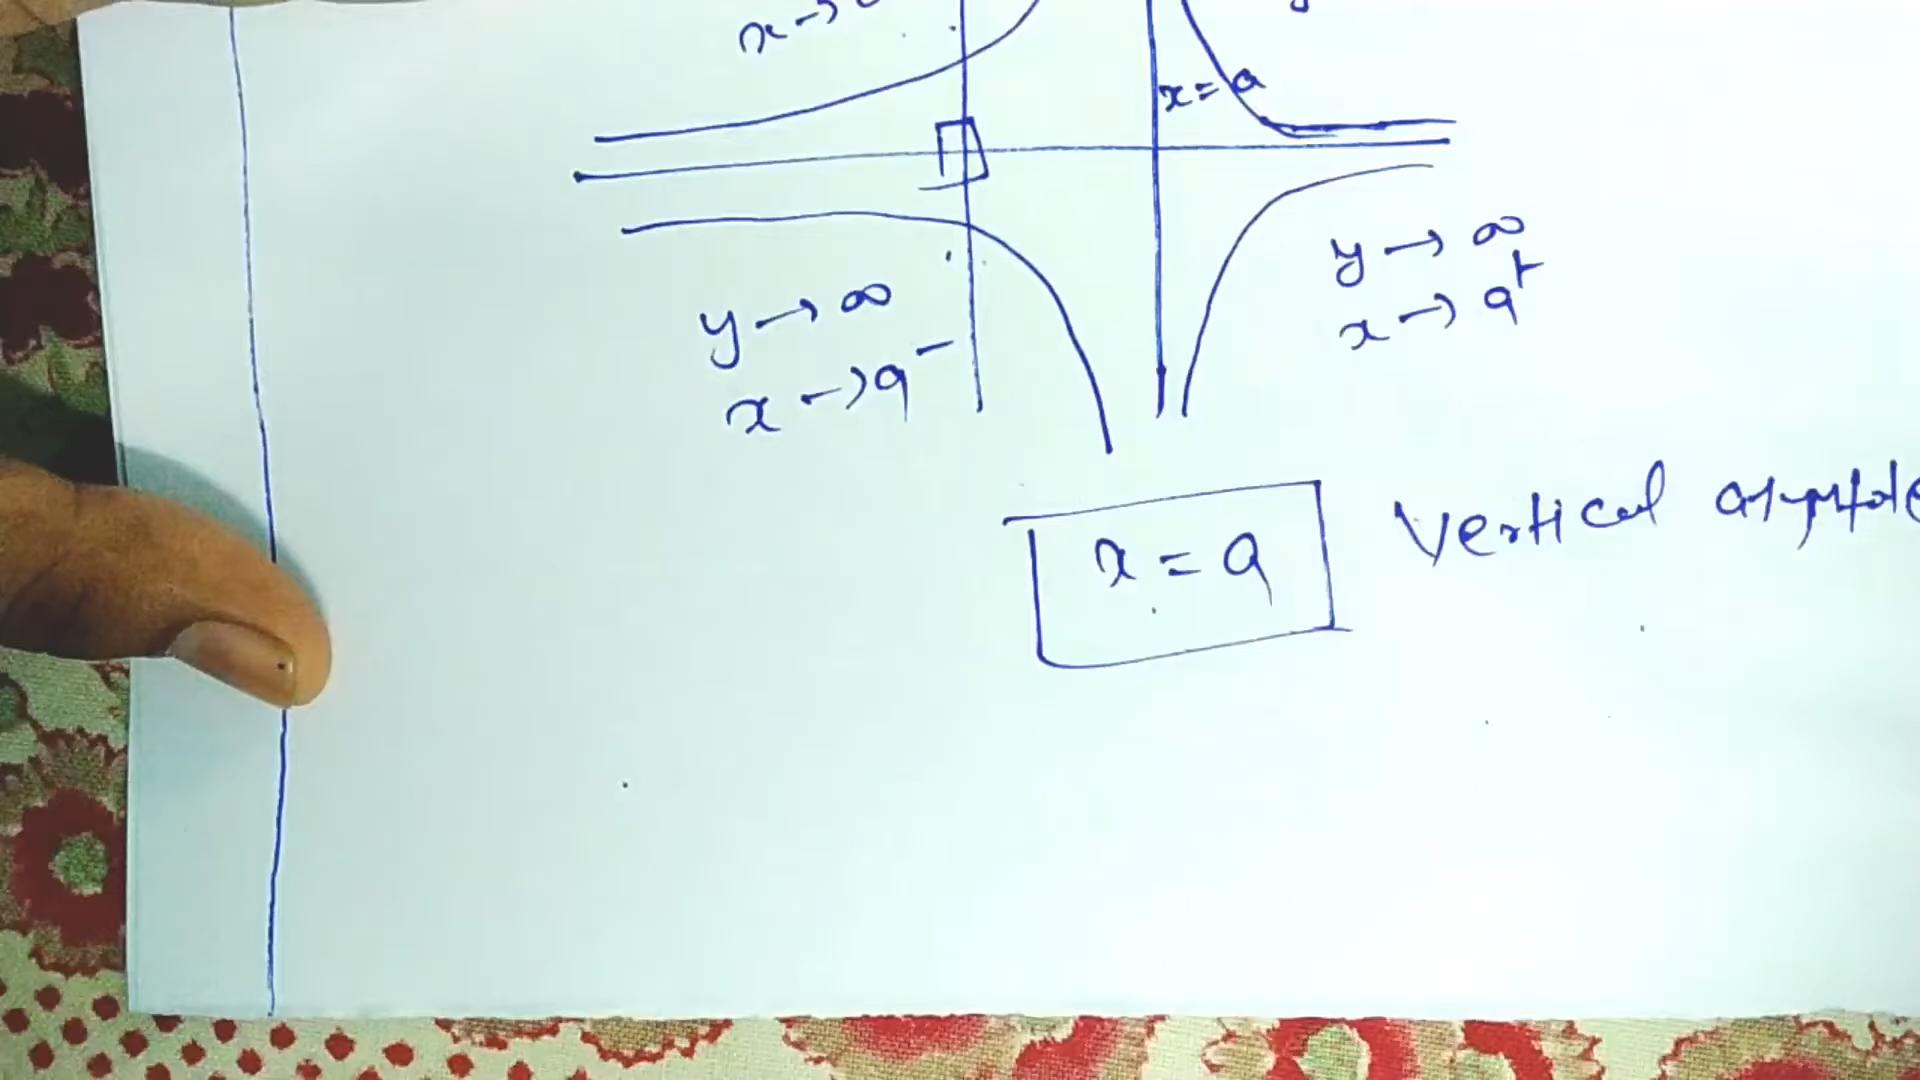 x →
x = a
y → ∞
x → a⁺
y → ∞
x → a⁻
x = a Vertical asymptote